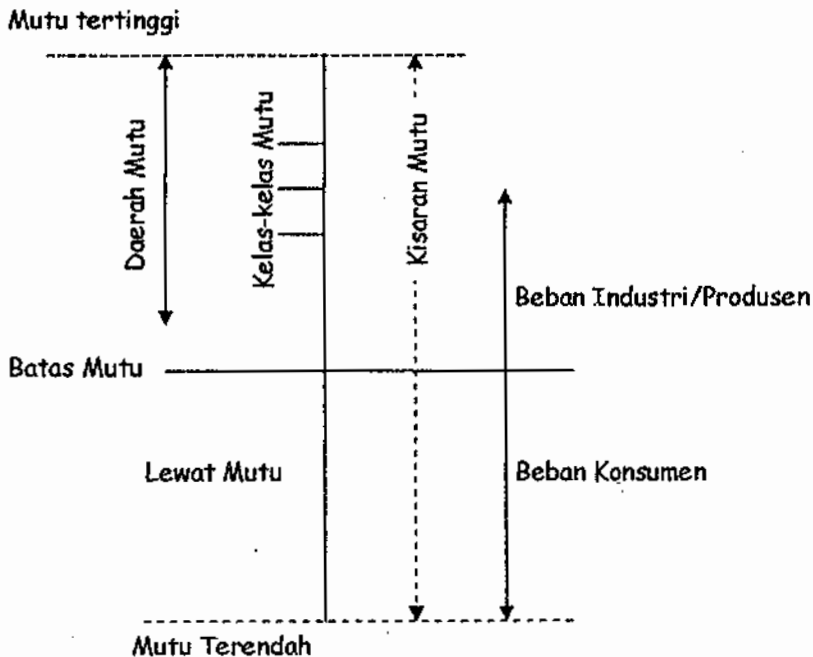 Mutu tertinggi
Daerah Mutu
Kelas-kelas Mutu
Kisaran Mutu
Beban Industri/Produsen
Batas Mutu
Lewat Mutu
Beban Konsumen
Mutu Terendah